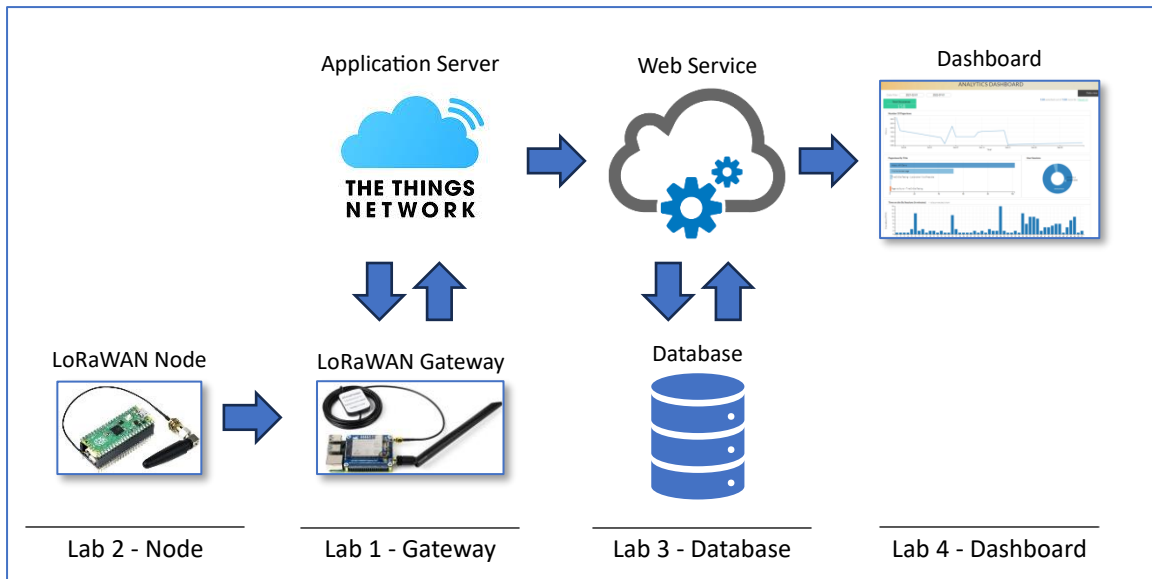 Application Server
Web Service
Dashboard
THE THINGS
NETWORK
ANALYTICS DASHBOARD
LoRaWAN Node
LoRaWAN Gateway
Database
Lab 2 - Node
Lab 1 - Gateway
Lab 3 - Database
Lab 4 - Dashboard